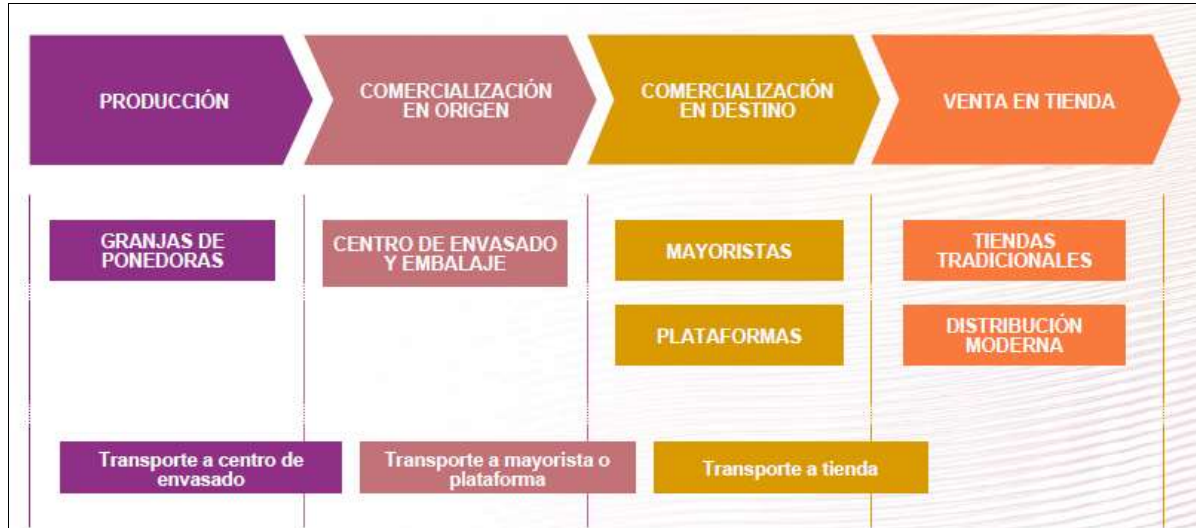 PRODUCCIÓN
COMERCIALIZACIÓN
EN ORIGEN
COMERCIALIZACIÓN
EN DESTINO
VENTA EN TIENDA
GRANJAS DE
PONEDORAS
CENTRO DE ENVASADO
Y EMBALAJE
MAYORISTAS
TIENDAS
TRADICIONALES
PLATAFORMAS
DISTRIBUCIÓN
MODERNA
Transporte a centro de
envasado
Transporte a mayorista o
plataforma
Transporte a tienda